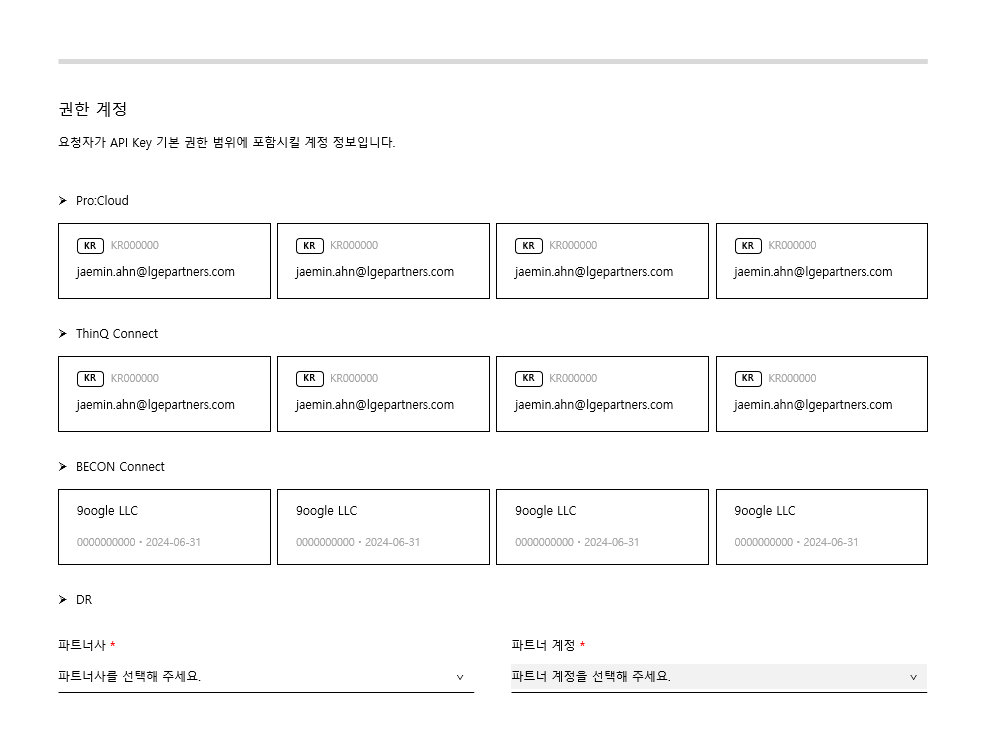 권한 계정
요청자가 API Key 기본 권한 범위에 포함시킬 계정 정보입니다.
➤ Pro:Cloud
KR KR000000 KR KR000000 KR KR000000 KR KR000000
jaemin.ahn@lgepartners.com jaemin.ahn@lgepartners.com jaemin.ahn@lgepartners.com jaemin.ahn@lgepartners.com
➤ ThinQ Connect
KR KR000000 KR KR000000 KR KR000000 KR KR000000
jaemin.ahn@lgepartners.com jaemin.ahn@lgepartners.com jaemin.ahn@lgepartners.com jaemin.ahn@lgepartners.com
➤ BECON Connect
9oogle LLC 9oogle LLC 9oogle LLC 9oogle LLC
0000000000・2024-06-31 0000000000・2024-06-31 0000000000・2024-06-31 0000000000・2024-06-31
➤ DR
파트너사 * 파트너 계정 *
파트너사를 선택해 주세요. 파트너 계정을 선택해 주세요.